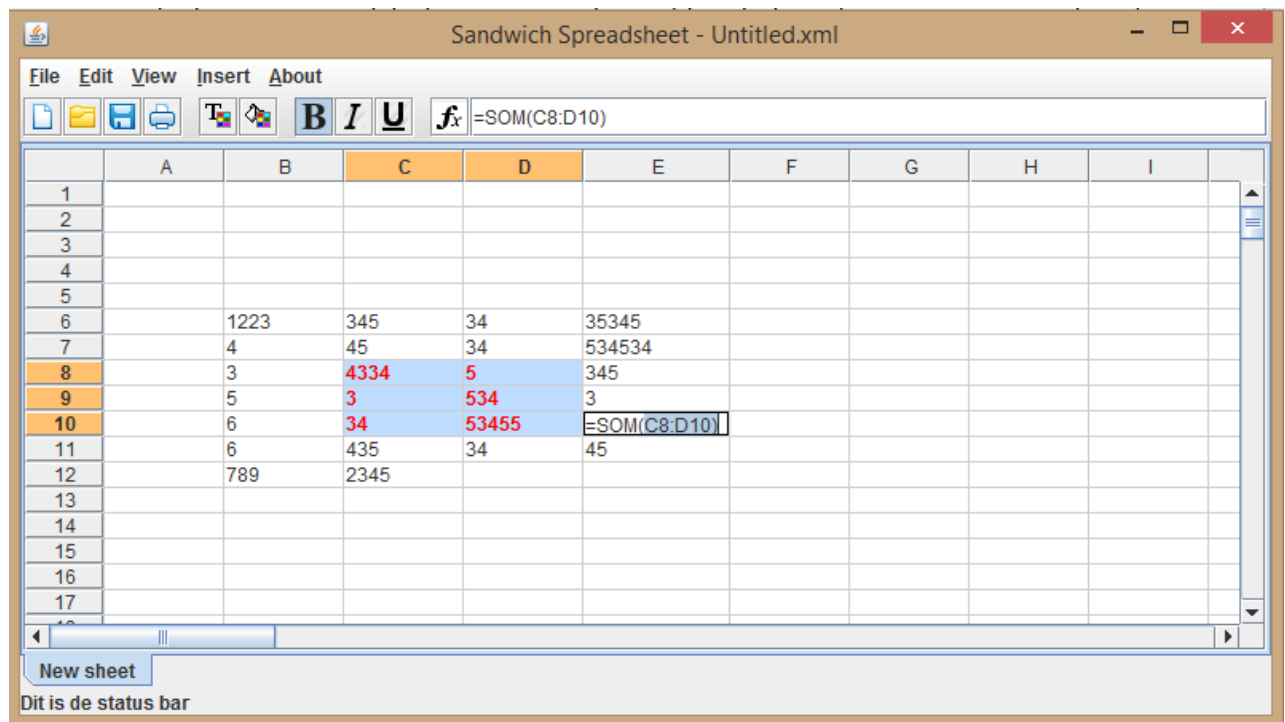 Sandwich Spreadsheet - Untitled.xml
File Edit View Insert About
T B I U fx =SOM(C8:D10)
A B C D E F G H I
1
2
3
4
5
6 1223 345 34 35345
7 4 45 34 534534
8 3 4334 5 345
9 5 3 534 3
10 6 34 53455 =SOM(C8:D10)
11 6 435 34 45
12 789 2345
13
14
15
16
17
New sheet
Dit is de status bar